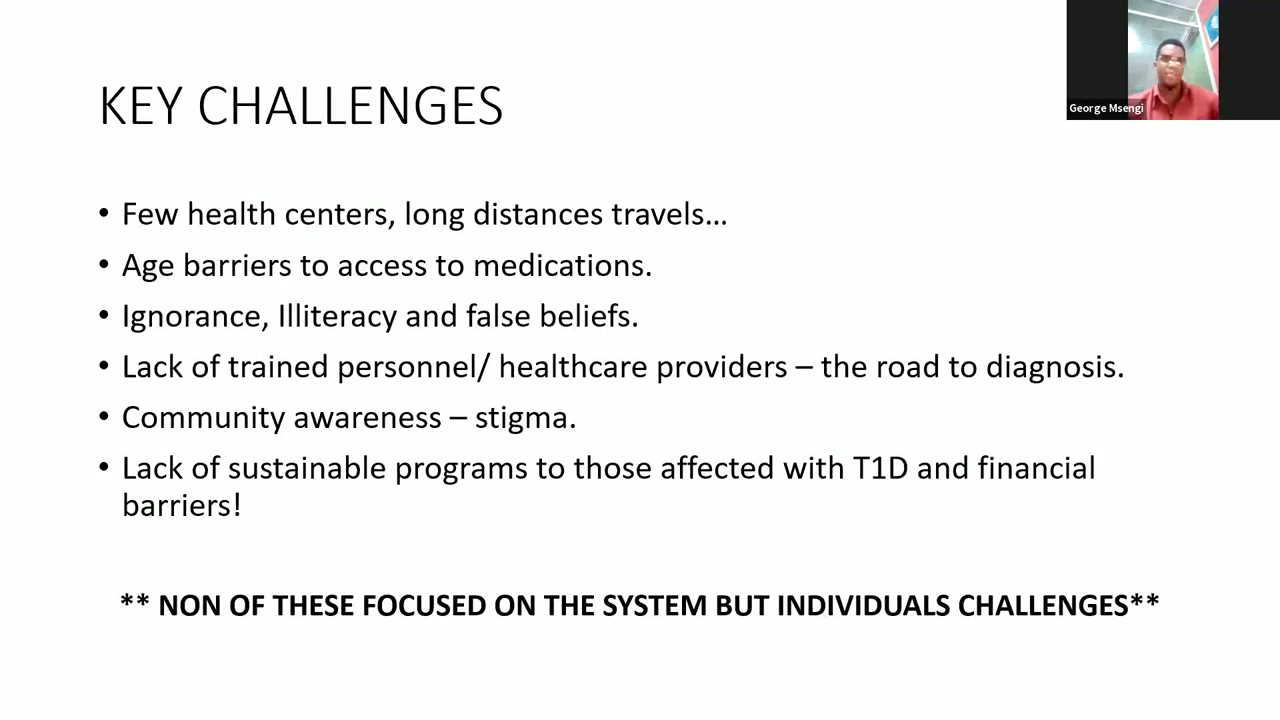 KEY CHALLENGES
George Msengi
• Few health centers, long distances travels…
• Age barriers to access to medications.
• Ignorance, Illiteracy and false beliefs.
• Lack of trained personnel/ healthcare providers – the road to diagnosis.
• Community awareness – stigma.
• Lack of sustainable programs to those affected with T1D and financial
barriers!
** NON OF THESE FOCUSED ON THE SYSTEM BUT INDIVIDUALS CHALLENGES**